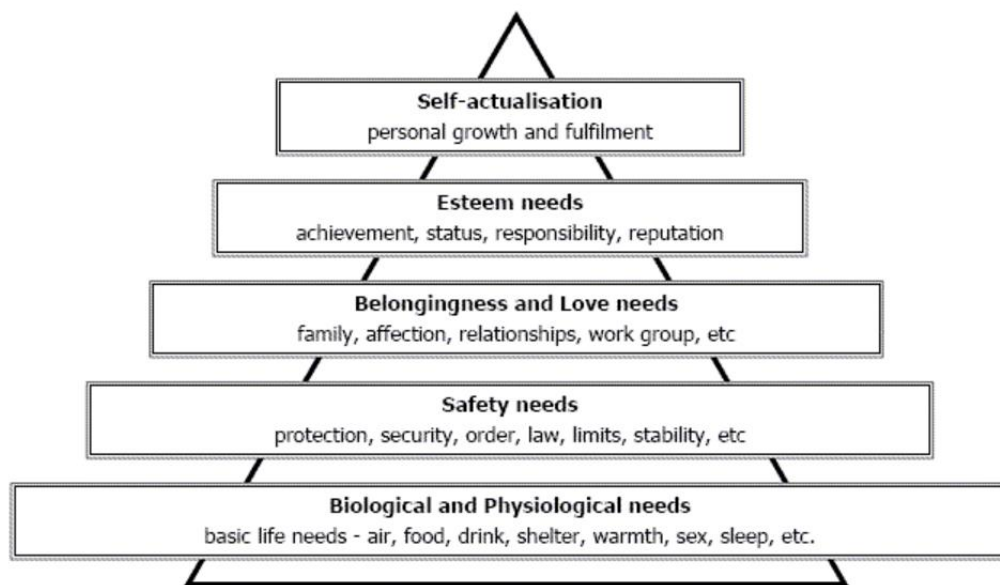 Self-actualisation
personal growth and fulfilment
Esteem needs
achievement, status, responsibility, reputation
Belongingness and Love needs
family, affection, relationships, work group, etc
Safety needs
protection, security, order, law, limits, stability, etc
Biological and Physiological needs
basic life needs - air, food, drink, shelter, warmth, sex, sleep, etc.